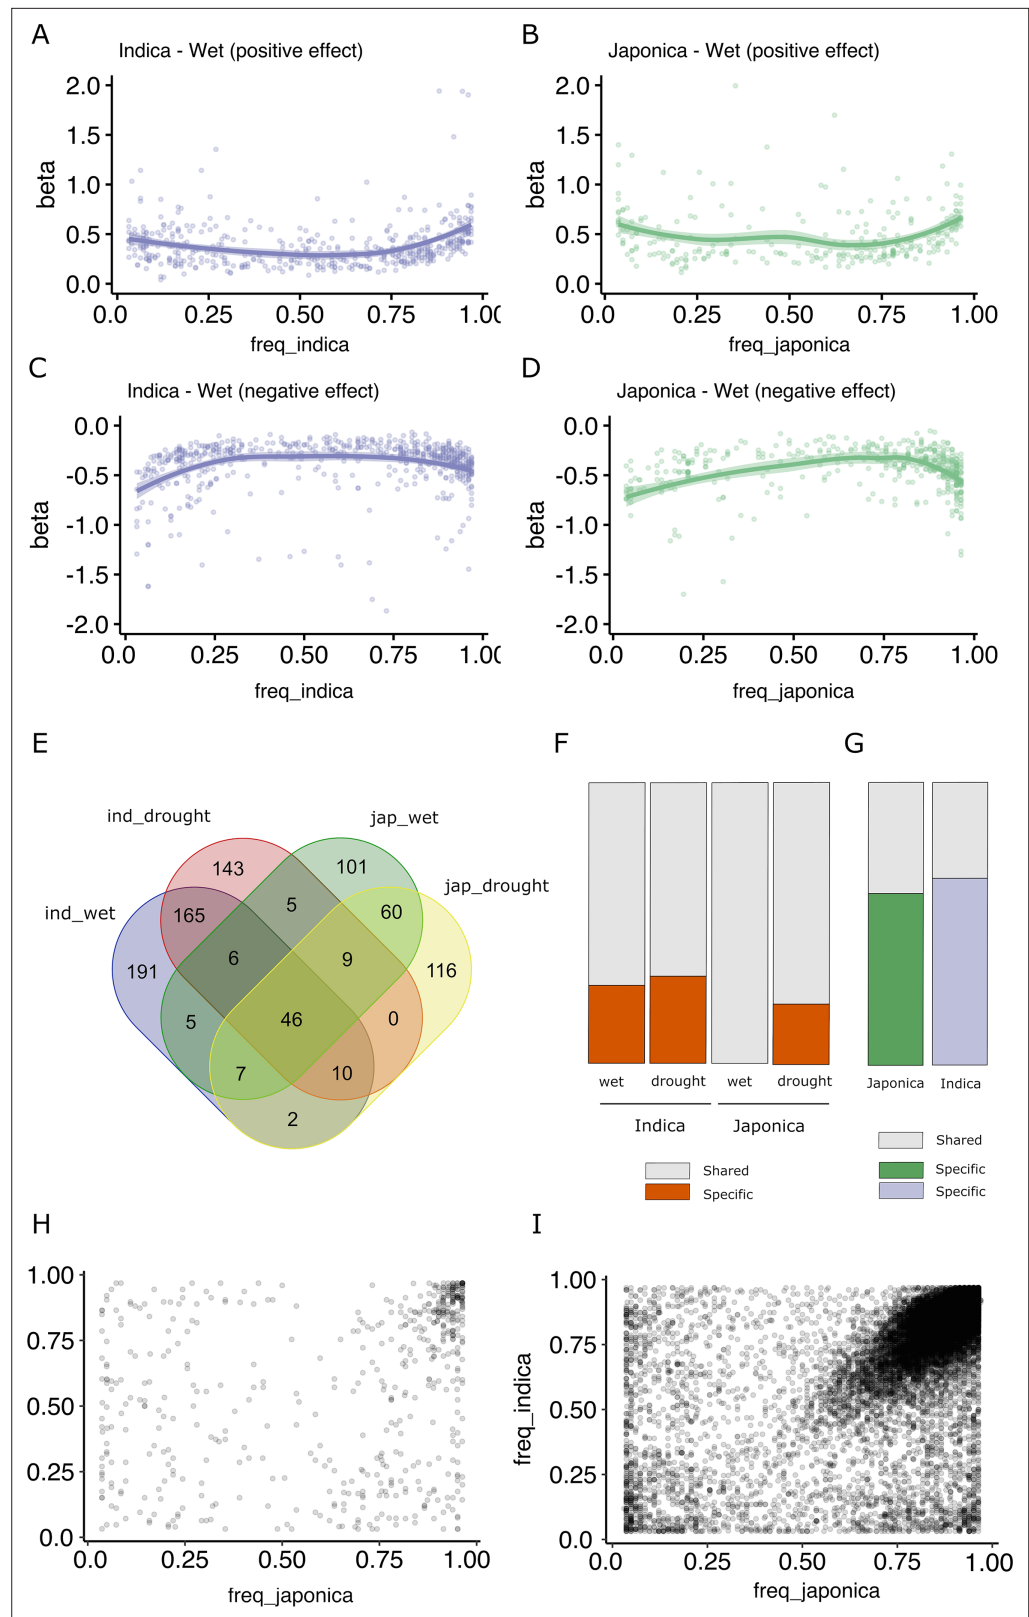 A
Indica - Wet (positive effect)
2.0
1.5
1.0
0.5
0.0
beta
0.0 0.25 0.50 0.75 1.00
freq_indica
B
Japonica - Wet (positive effect)
2.0
1.5
1.0
0.5
0.0
beta
0.0 0.25 0.50 0.75 1.00
freq_japonica
C
Indica - Wet (negative effect)
0.0
-0.5
-1.0
-1.5
-2.0
beta
0.0 0.25 0.50 0.75 1.00
freq_indica
D
Japonica - Wet (negative effect)
0.0
-0.5
-1.0
-1.5
-2.0
beta
0.0 0.25 0.50 0.75 1.00
freq_japonica
E
ind_drought
jap_wet
jap_drought
ind_wet
143
101
165
5
60
191
6
9
116
5
46
0
7
10
2
F
wet drought wet drought
Indica Japonica
Shared
Specific
G
Japonica Indica
Shared
Specific
Specific
H
1.00
0.75
0.50
0.25
0.0
0.0 0.25 0.50 0.75 1.00
freq_japonica
I
1.00
0.75
0.50
0.25
0.0
freq_indica
0.0 0.25 0.50 0.75 1.00
freq_japonica